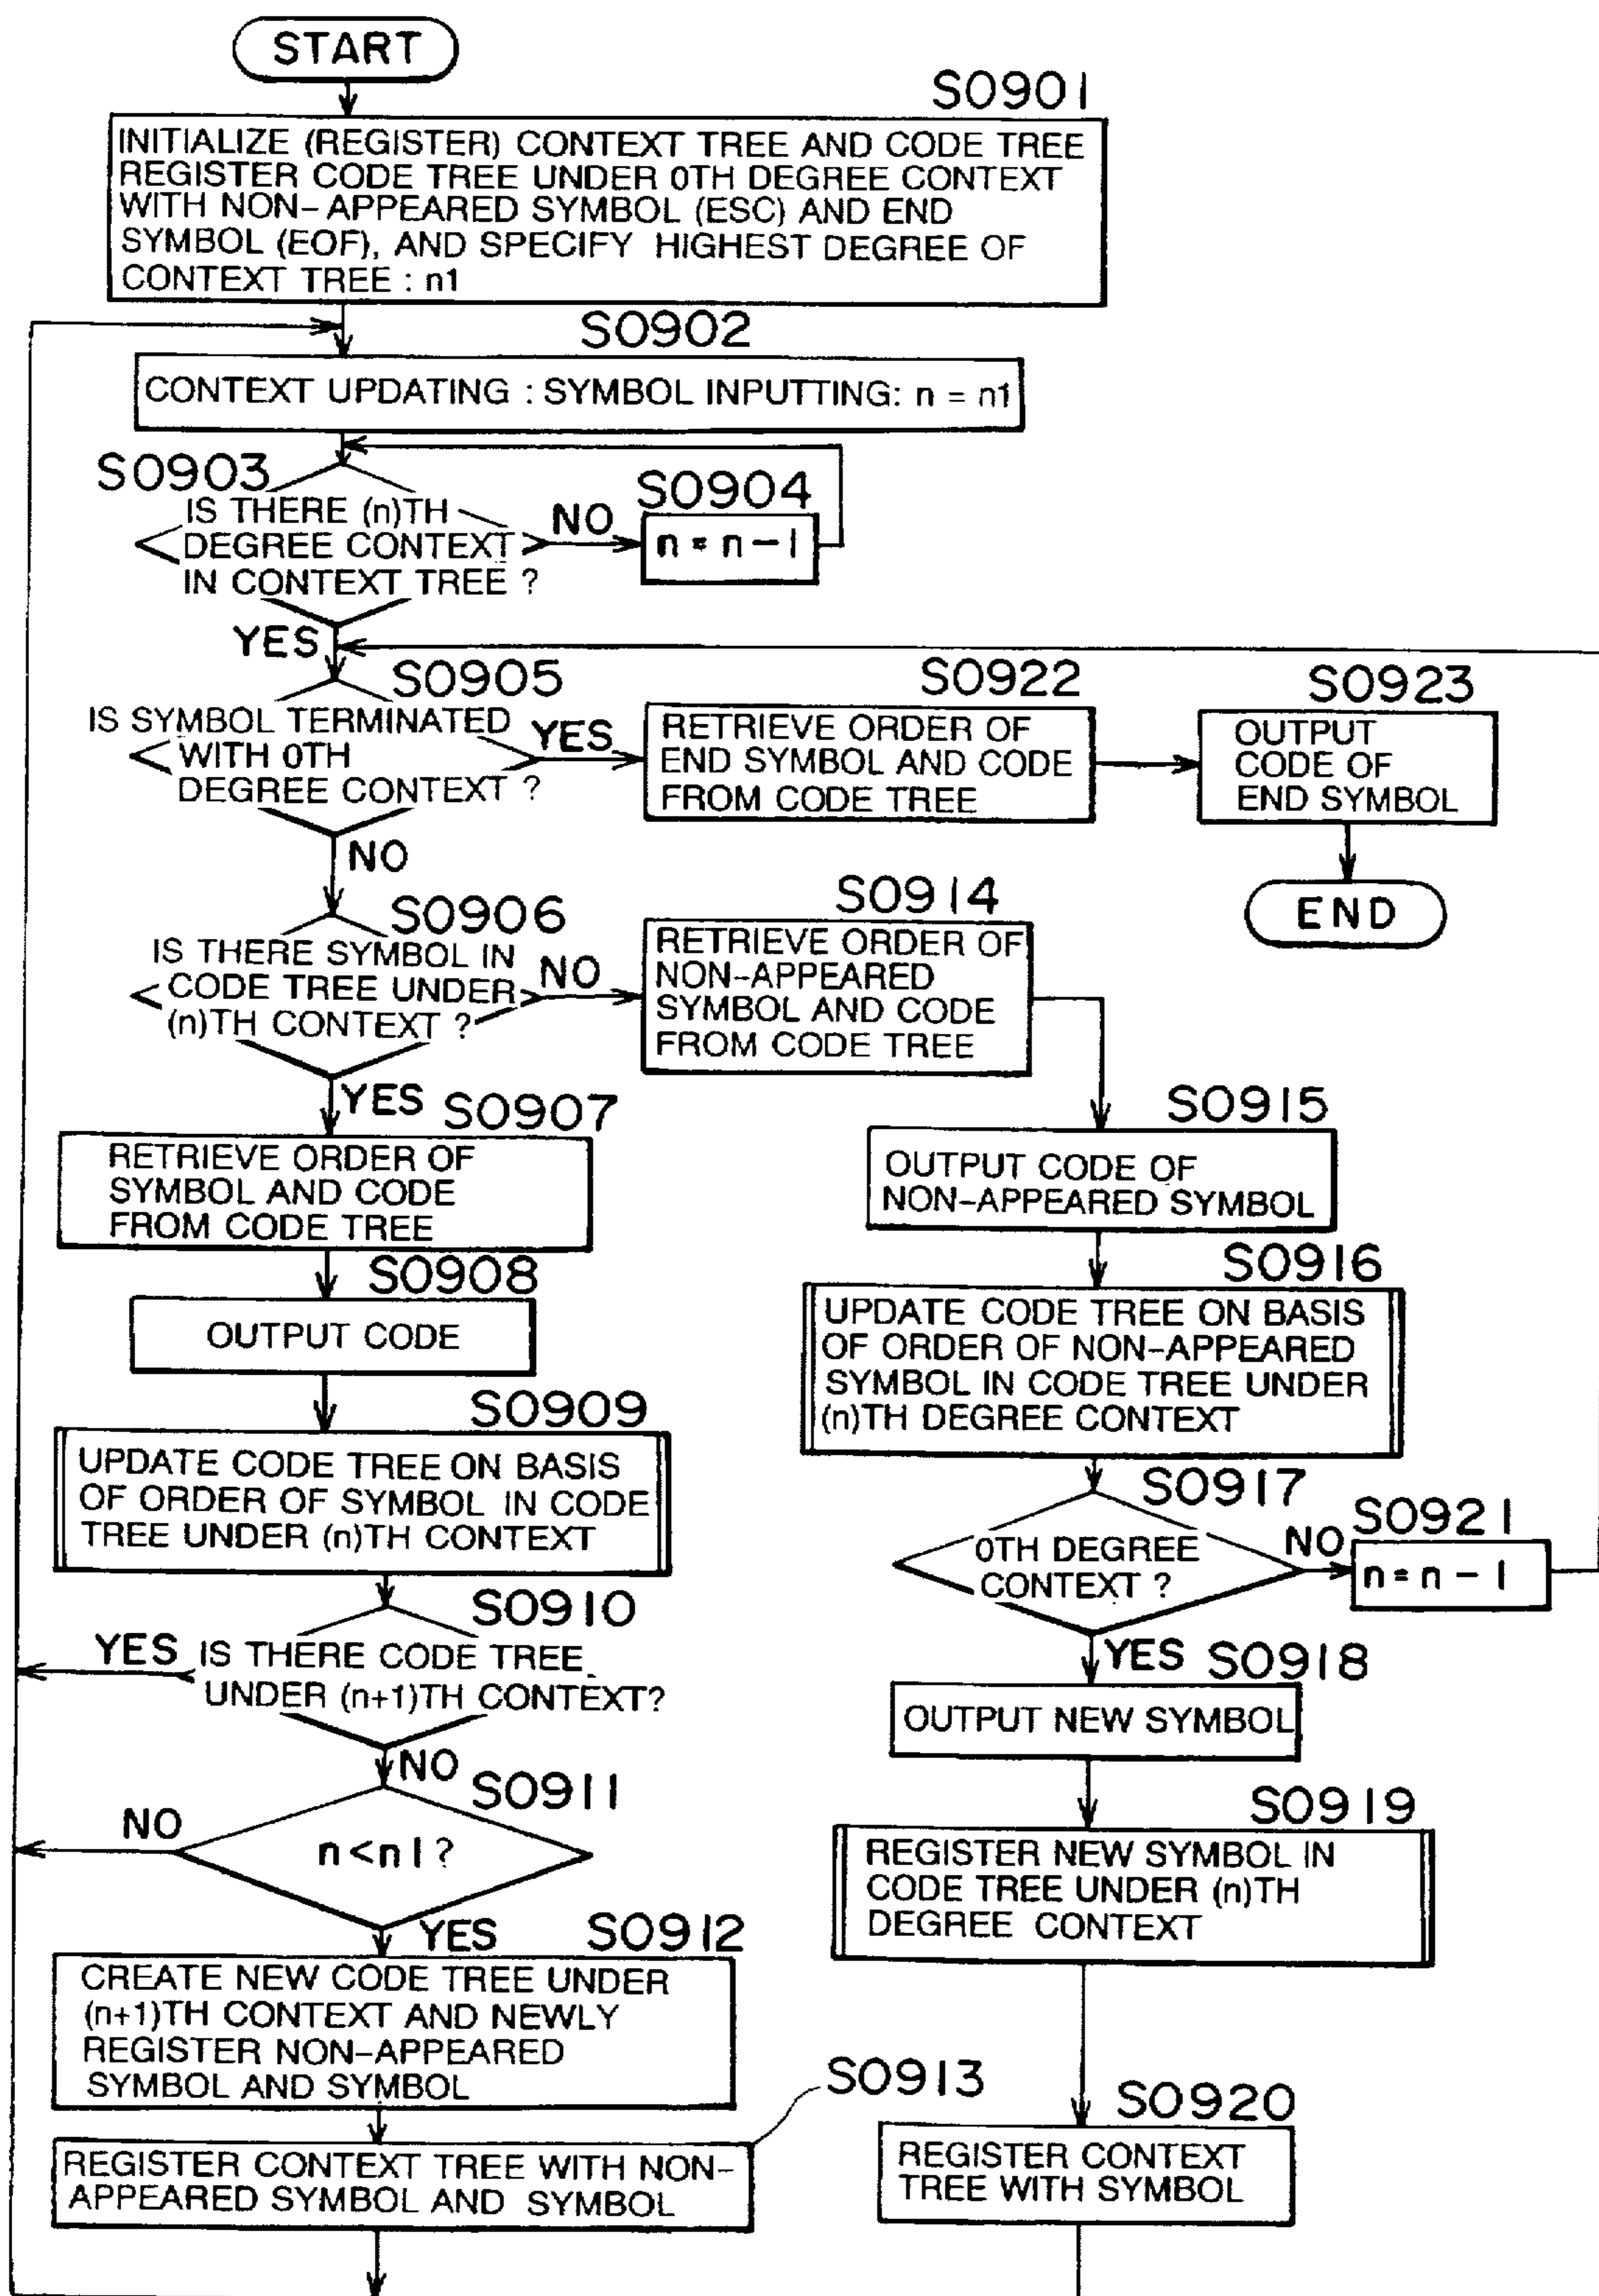 START
S0901
INITIALIZE (REGISTER) CONTEXT TREE AND CODE TREE
REGISTER CODE TREE UNDER 0TH DEGREE CONTEXT
WITH NON-APPEARED SYMBOL (ESC) AND END
SYMBOL (EOF), AND SPECIFY HIGHEST DEGREE OF
CONTEXT TREE : n1
S0902
CONTEXT UPDATING : SYMBOL INPUTTING: n = n1
S0903
IS THERE (n)TH
DEGREE CONTEXT
IN CONTEXT TREE ?
NO
S0904
n = n - 1
YES
S0905
IS SYMBOL TERMINATED
WITH 0TH
DEGREE CONTEXT ?
YES
S0922
RETRIEVE ORDER OF
END SYMBOL AND CODE
FROM CODE TREE
S0923
OUTPUT
CODE OF
END SYMBOL
END
NO
S0906
IS THERE SYMBOL IN
CODE TREE UNDER
(n)TH CONTEXT ?
NO
S0914
RETRIEVE ORDER OF
NON-APPEARED
SYMBOL AND CODE
FROM CODE TREE
YES
S0907
RETRIEVE ORDER OF
SYMBOL AND CODE
FROM CODE TREE
S0908
OUTPUT CODE
S0909
UPDATE CODE TREE ON BASIS
OF ORDER OF SYMBOL IN CODE
TREE UNDER (n)TH CONTEXT
S0910
YES
IS THERE CODE TREE
UNDER (n+1)TH CONTEXT?
NO
S0911
NO
n < n1 ?
YES
S0912
CREATE NEW CODE TREE UNDER
(n+1)TH CONTEXT AND NEWLY
REGISTER NON-APPEARED
SYMBOL AND SYMBOL
S0913
REGISTER CONTEXT TREE WITH NON-
APPEARED SYMBOL AND SYMBOL
S0915
OUTPUT CODE OF
NON-APPEARED SYMBOL
S0916
UPDATE CODE TREE ON BASIS
OF ORDER OF NON-APPEARED
SYMBOL IN CODE TREE UNDER
(n)TH DEGREE CONTEXT
S0917
0TH DEGREE
CONTEXT ?
NO
S0921
n = n - 1
YES
S0918
OUTPUT NEW SYMBOL
S0919
REGISTER NEW SYMBOL IN
CODE TREE UNDER (n)TH
DEGREE CONTEXT
S0920
REGISTER CONTEXT
TREE WITH SYMBOL